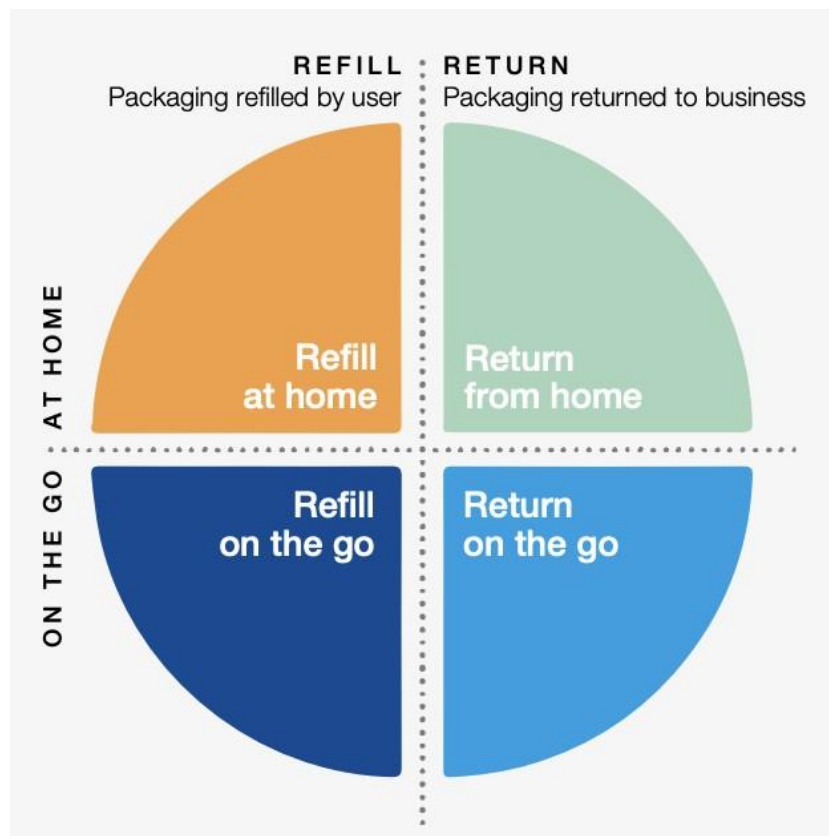 REFILL
Packaging refilled by user
RETURN
Packaging returned to business
AT HOME
Refill
at home
Return
from home
ON THE GO
Refill
on the go
Return
on the go